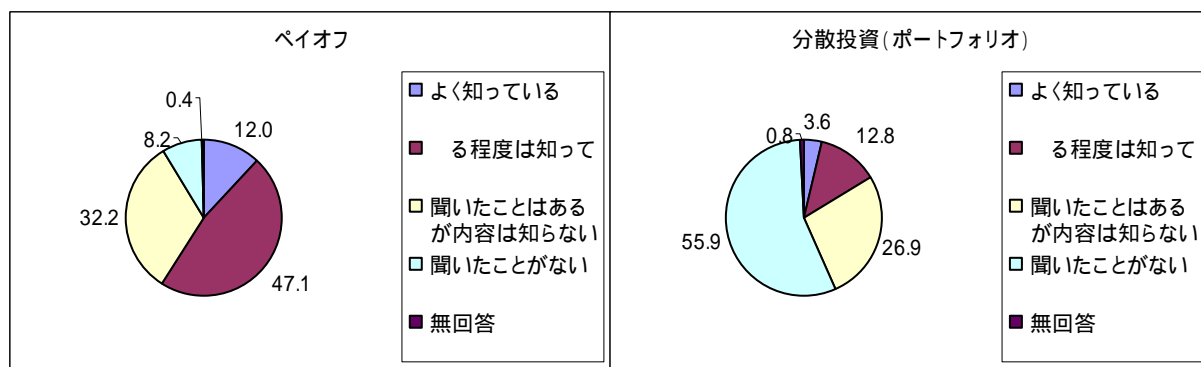 ペイオフ
0.4
8.2
12.0
32.2
47.1
よく知っている
る程度は知って
聞いたことはある
が内容は知らない
聞いたことがない
無回答
分散投資(ポートフォリオ)
0.8
3.6
12.8
55.9
26.9
よく知っている
る程度は知って
聞いたことはある
が内容は知らない
聞いたことがない
無回答